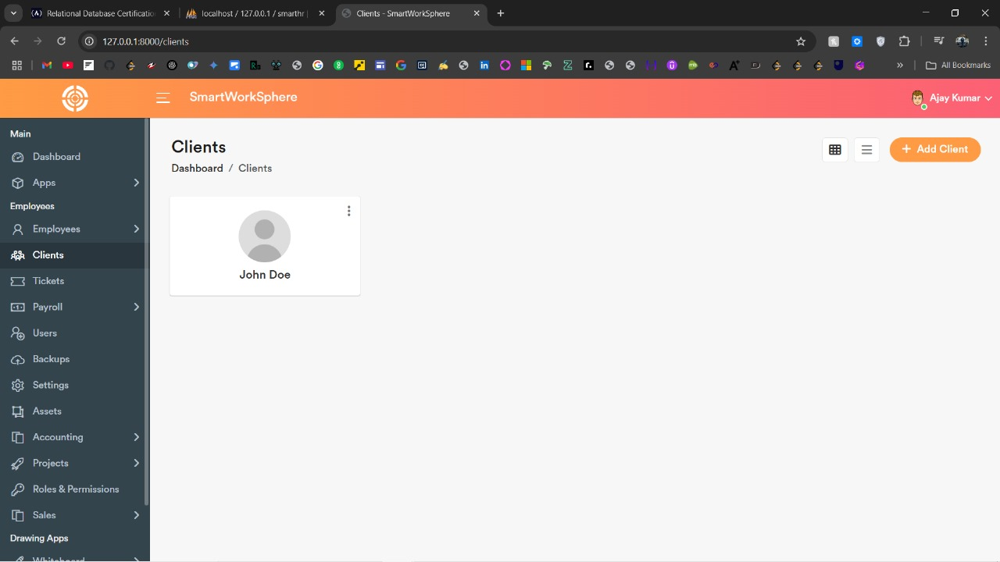 Relational Database Certificatio
localhost / 127.0.0.1 / smarthr |
Clients - SmartWorkSphere
127.0.0.1:8000/clients
All Bookmarks
SmartWorkSphere
Ajay Kumar
Main
Dashboard
Apps
Employees
Employees
Clients
Tickets
Payroll
Users
Backups
Settings
Assets
Accounting
Projects
Roles & Permissions
Sales
Drawing Apps
Whiteboard
Clients
Dashboard / Clients
+ Add Client
John Doe